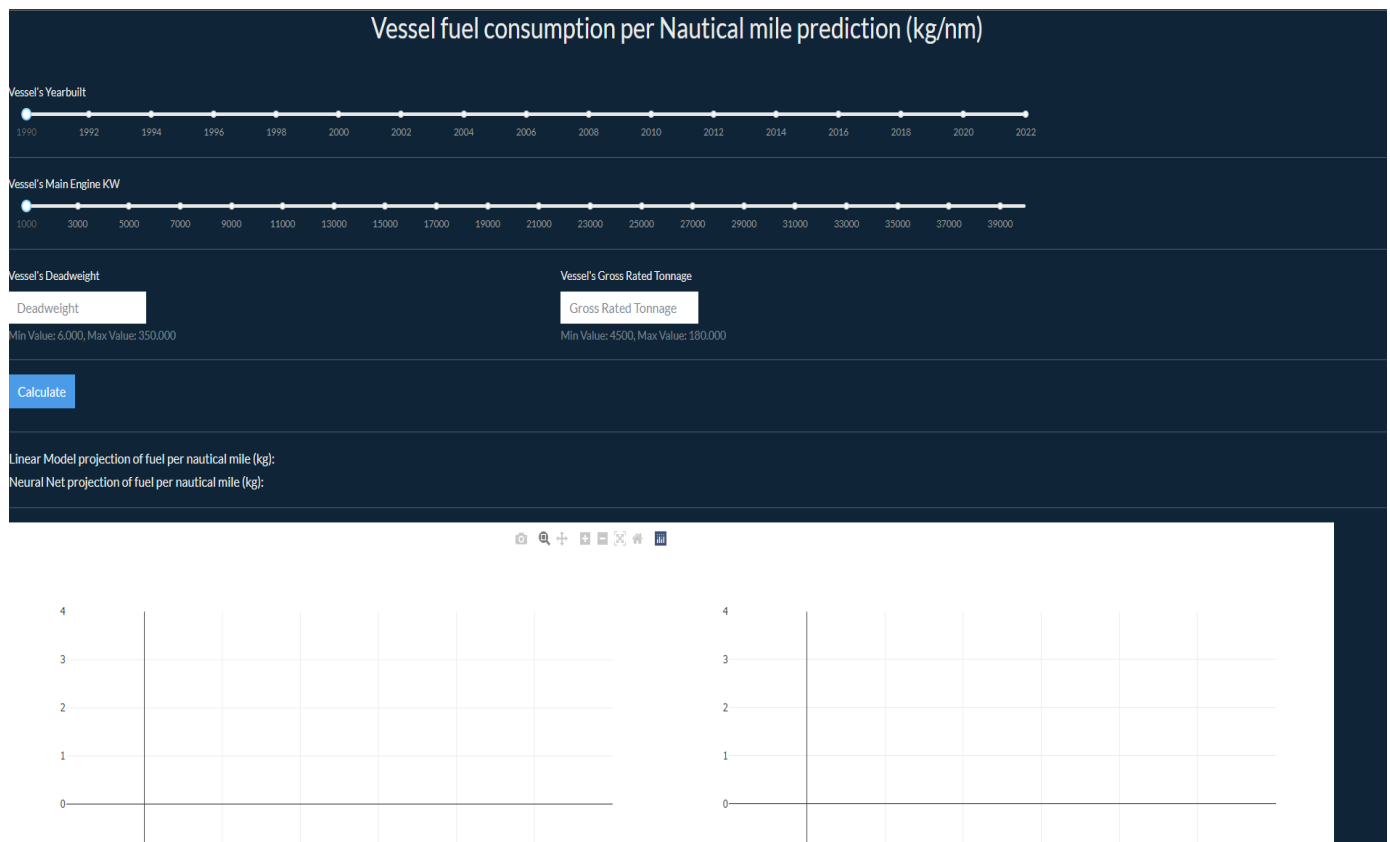 Vessel fuel consumption per Nautical mile prediction (kg/nm)
Vessel's Yearbuilt
1990 1992 1994 1996 1998 2000 2002 2004 2006 2008 2010 2012 2014 2016 2018 2020 2022
Vessel's Main Engine KW
1000 3000 5000 7000 9000 11000 13000 15000 17000 19000 21000 23000 25000 27000 29000 31000 33000 35000 37000 39000
Vessel's Deadweight Vessel's Gross Rated Tonnage
Deadweight Gross Rated Tonnage
Min Value: 6.000, Max Value: 350.000 Min Value: 4500, Max Value: 180.000
Calculate
Linear Model projection of fuel per nautical mile (kg):
Neural Net projection of fuel per nautical mile (kg):
4 4
3 3
2 2
1 1
0 0